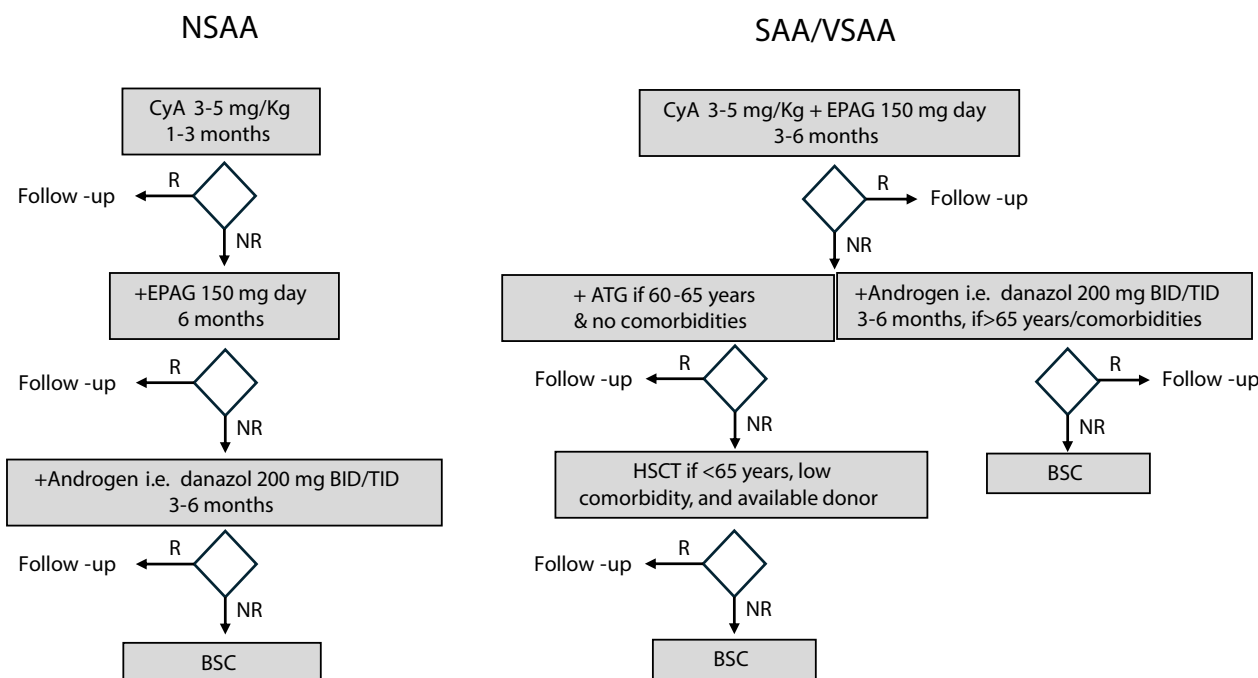 NSAA
CyA 3-5 mg/Kg
1-3 months
R
Follow -up
NR
+EPAG 150 mg day
6 months
R
Follow -up
NR
+Androgen i.e. danazol 200 mg BID/TID
3-6 months
R
Follow -up
NR
BSC
SAA/VSAA
CyA 3-5 mg/Kg + EPAG 150 mg day
3-6 months
R
Follow -up
NR
+ ATG if 60-65 years
& no comorbidities
R
Follow -up
NR
HSCT if <65 years, low
comorbidity, and available donor
R
Follow -up
NR
BSC
+Androgen i.e. danazol 200 mg BID/TID
3-6 months, if>65 years/comorbidities
R
Follow -up
NR
BSC